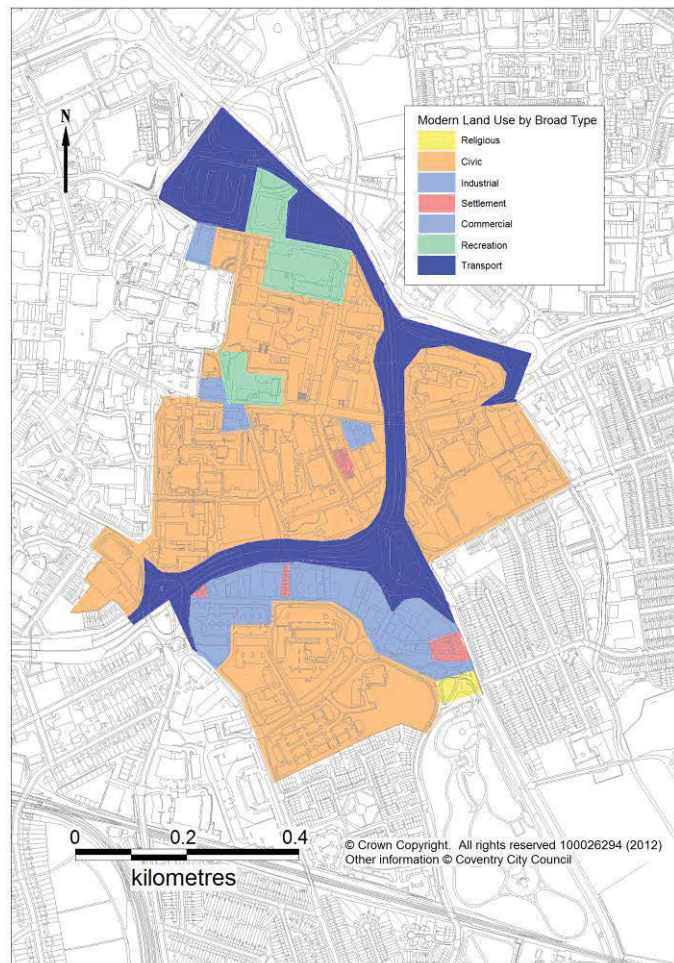 N
Modern Land Use by Broad Type
Religious
Civic
Industrial
Settlement
Commercial
Recreation
Transport
0 0.2 0.4
kilometres
© Crown Copyright. All rights reserved 100026294 (2012)
Other information © Coventry City Council